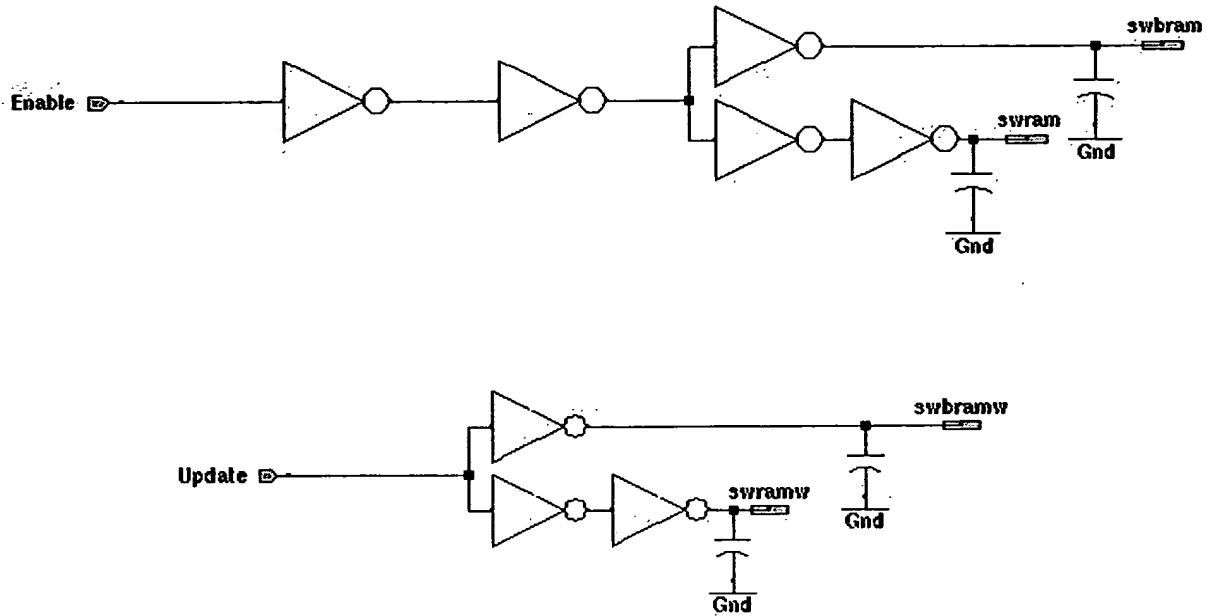 swbram
Enable
swram
Gnd
Gnd
swbramw
Update
swramw
Gnd
Gnd